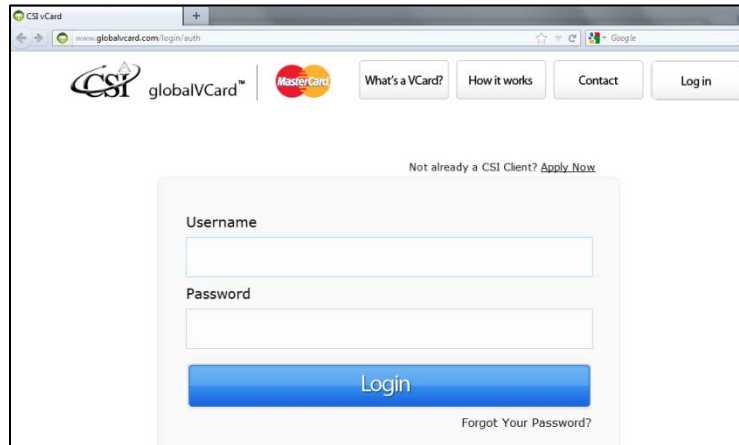 CSI vCard
www.globalvcard.com/login/auth
Google
CSI globalVCard™ MasterCard What's a VCard? How it works Contact Log in
Not already a CSI Client? Apply Now
Username
Password
Login
Forgot Your Password?